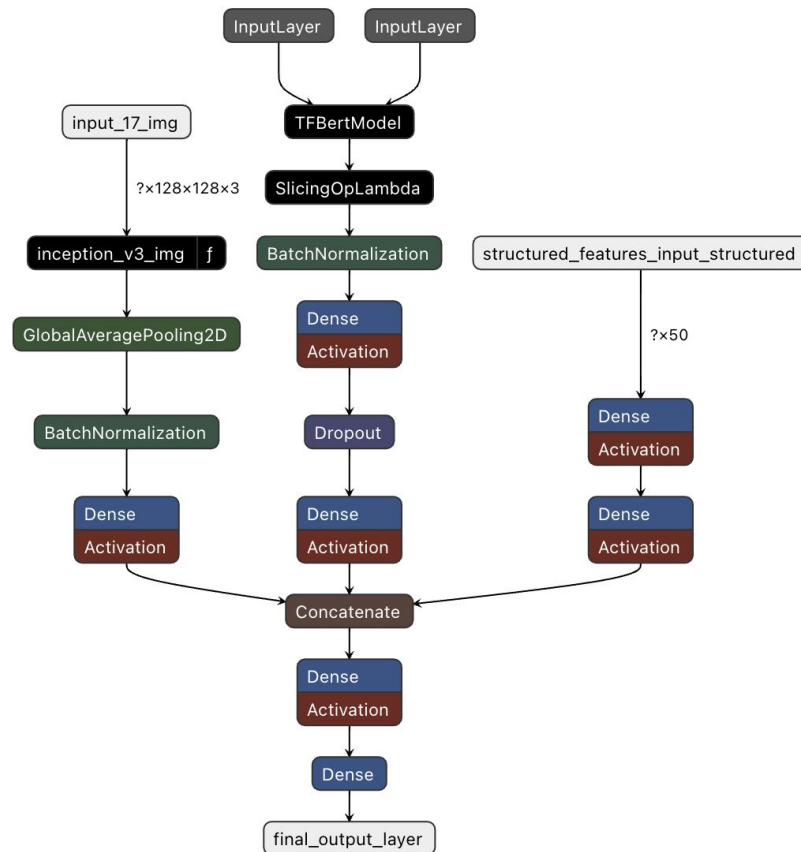 InputLayer InputLayer
input_17_img TFBertModel
?×128×128×3
SlicingOpLambda
inception_v3_img ƒ BatchNormalization structured_features_input_structured
GlobalAveragePooling2D Dense
Activation
?×50
BatchNormalization Dropout Dense
Activation
Dense Dense Dense
Activation Activation Activation
Concatenate
Dense
Activation
Dense
final_output_layer